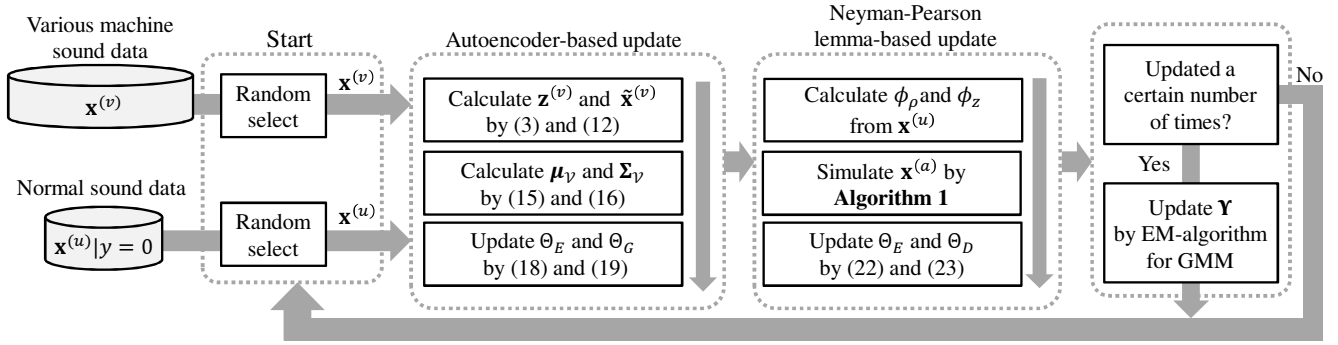 Various machine
sound data
𝐱^(v)
Normal sound data
𝐱^(u)|y = 0
Start
Random
select
𝐱^(v)
Random
select
𝐱^(u)
Autoencoder-based update
Calculate 𝐳^(v) and 𝐱̃^(v)
by (3) and (12)
Calculate 𝝁_𝒱 and 𝚺_𝒱
by (15) and (16)
Update Θ_E and Θ_G
by (18) and (19)
Neyman-Pearson
lemma-based update
Calculate ϕ_ρ and ϕ_z
from 𝐱^(u)
Simulate 𝐱^(a) by
Algorithm 1
Update Θ_E and Θ_D
by (22) and (23)
Updated a
certain number
of times?
No
Yes
Update 𝚼
by EM-algorithm
for GMM